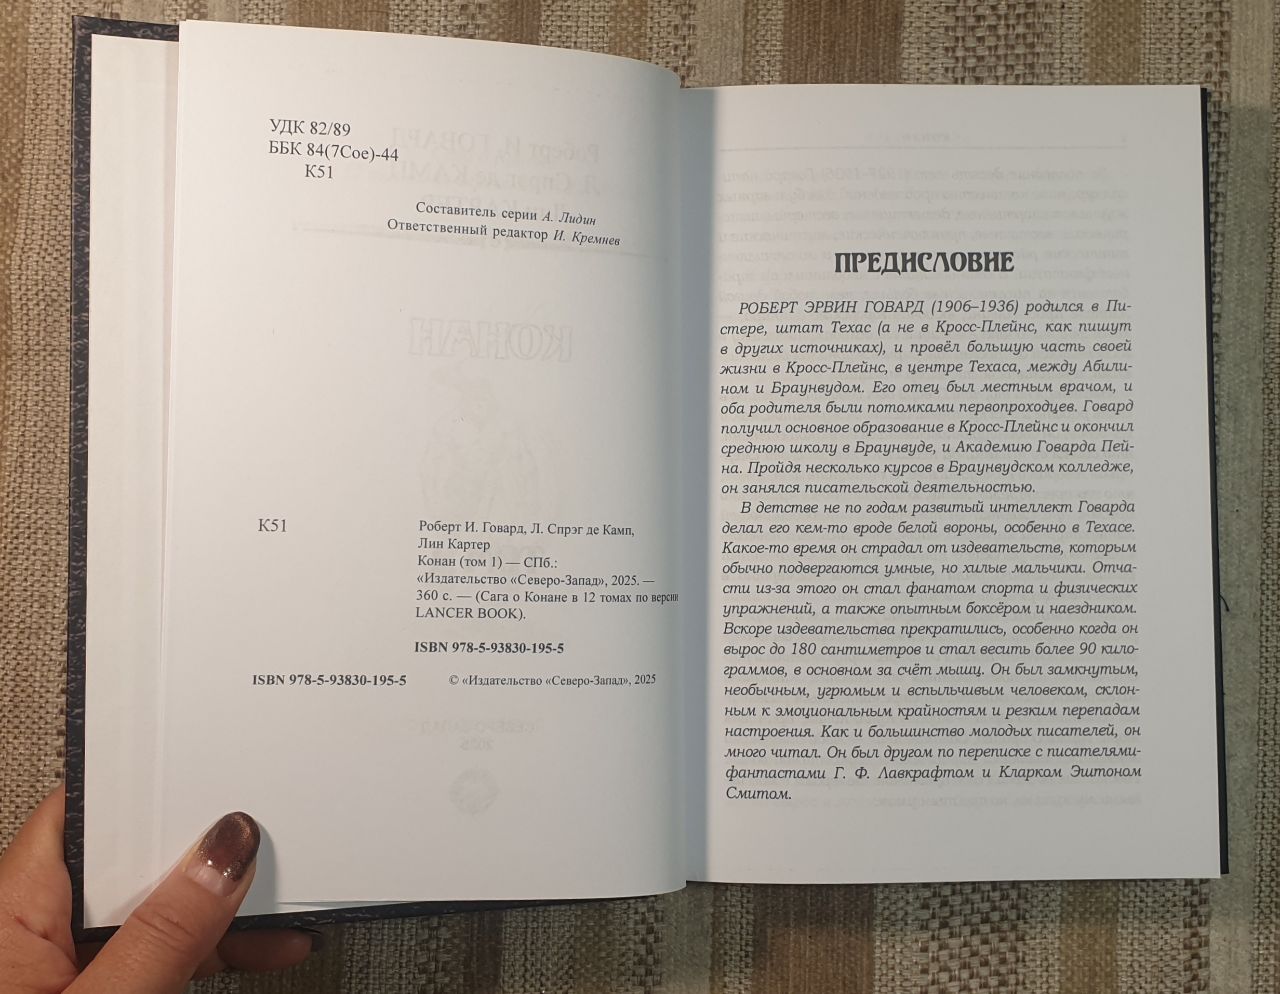 УДК 82/89
ББК 84(7Сое)-44
К51
Составитель серии А. Лидин
Ответственный редактор И. Кремнев
К51
Роберт И. Говард, Л. Спрэг де Камп,
Лин Картер
Конан (том 1) — СПб.:
«Издательство «Северо-Запад», 2025. —
360 с. — (Сага о Конане в 12 томах по версии
LANCER BOOK).
ISBN 978-5-93830-195-5
ISBN 978-5-93830-195-5
© «Издательство «Северо-Запад», 2025
ПРЕДИСЛОВИЕ
РОБЕРТ ЭРВИН ГОВАРД (1906–1936) родился в Пи-
стере, штат Техас (а не в Кросс-Плейнс, как пишут
в других источниках), и провёл большую часть своей
жизни в Кросс-Плейнс, в центре Техаса, между Абили-
ном и Браунвудом. Его отец был местным врачом, и
оба родителя были потомками первопроходцев. Говард
получил основное образование в Кросс-Плейнс и окончил
среднюю школу в Браунвуде, и Академию Говарда Пей-
на. Пройдя несколько курсов в Браунвудском колледже,
он занялся писательской деятельностью.
В детстве не по годам развитый интеллект Говарда
делал его кем-то вроде белой вороны, особенно в Техасе.
Какое-то время он страдал от издевательств, которым
обычно подвергаются умные, но хилые мальчики. Отча-
сти из-за этого он стал фанатом спорта и физических
упражнений, а также опытным боксёром и наездником.
Вскоре издевательства прекратились, особенно когда он
вырос до 180 сантиметров и стал весить более 90 кило-
граммов, в основном за счёт мышц. Он был замкнутым,
необычным, угрюмым и вспыльчивым человеком, склон-
ным к эмоциональным крайностям и резким перепадам
настроения. Как и большинство молодых писателей, он
много читал. Он был другом по переписке с писателями-
фантастами Г. Ф. Лавкрафтом и Кларком Эштоном
Смитом.